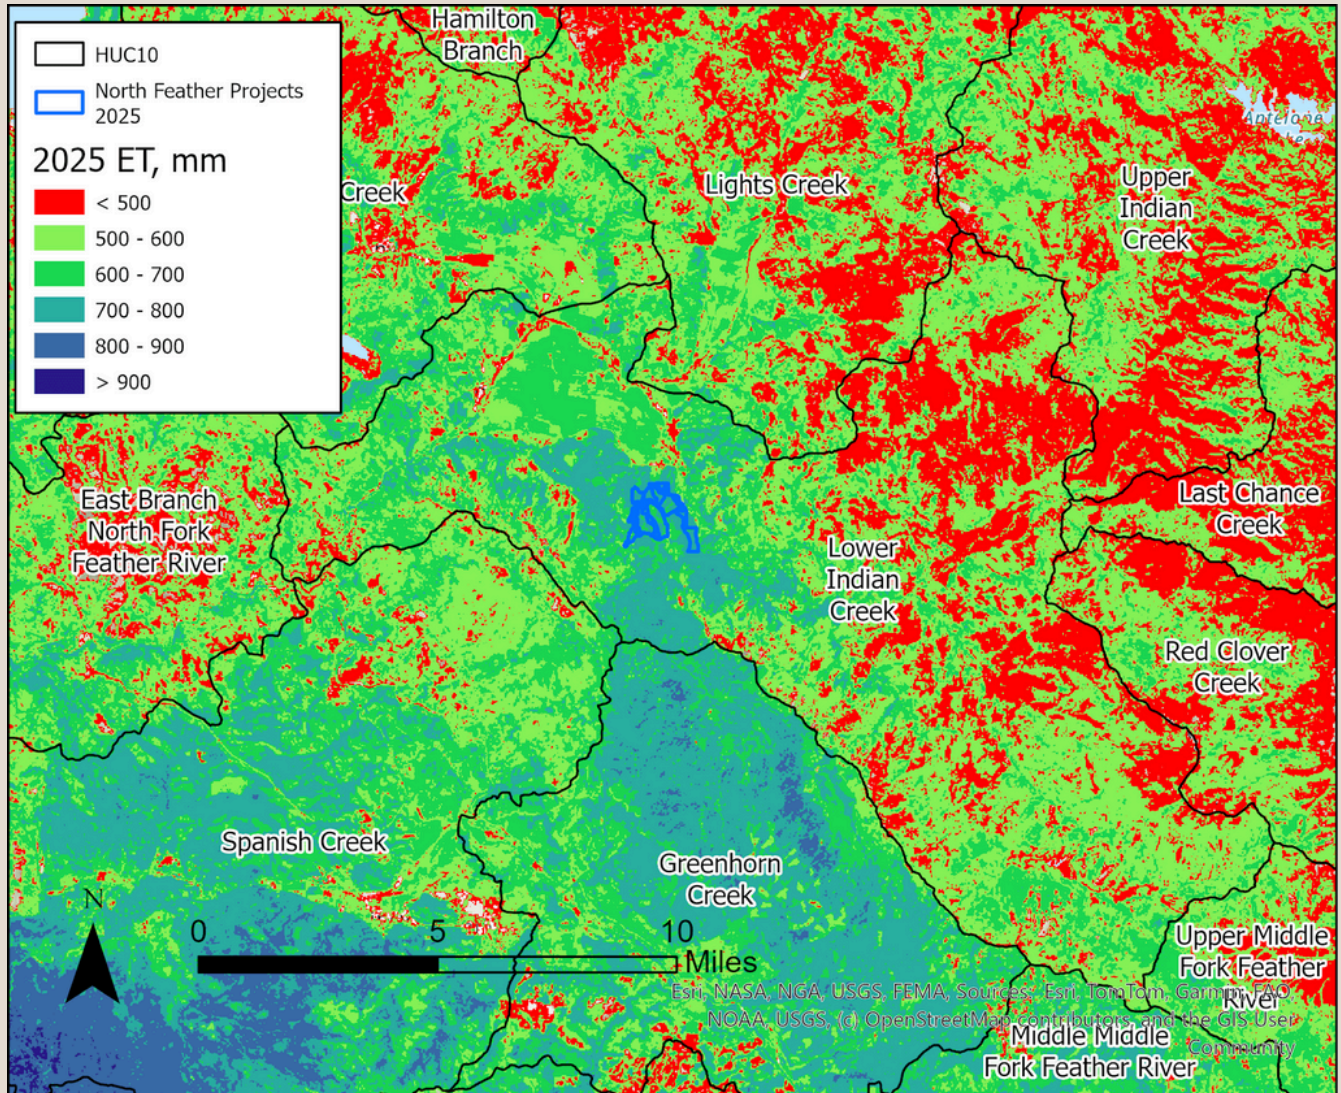 HUC10
North Feather Projects
2025
2025 ET, mm
< 500
500 - 600
600 - 700
700 - 800
800 - 900
> 900
Hamilton
Branch
Creek
Lights Creek
Antelope
Upper
Indian
Creek
East Branch
North Fork
Feather River
Last Chance
Creek
Lower
Indian
Creek
Red Clover
Creek
Spanish Creek
Greenhorn
Creek
N
0 5 10
Miles
Upper Middle
Fork Feather
River
Esri, NASA, NGA, USGS, FEMA, Sources: Esri, TomTom, Garmin, FAO,
NOAA, USGS, (c) OpenStreetMap contributors, and the GIS User
Community
Middle Middle
Fork Feather River